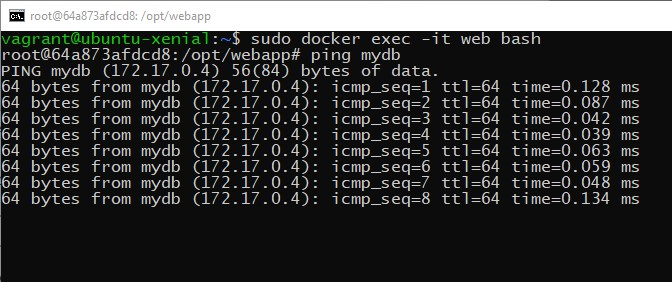 root@64a873afdcd8: /opt/webapp
vagrant@ubuntu-xenial:~$ sudo docker exec -it web bash
root@64a873afdcd8:/opt/webapp# ping mydb
PING mydb (172.17.0.4) 56(84) bytes of data.
64 bytes from mydb (172.17.0.4): icmp_seq=1 ttl=64 time=0.128 ms
64 bytes from mydb (172.17.0.4): icmp_seq=2 ttl=64 time=0.087 ms
64 bytes from mydb (172.17.0.4): icmp_seq=3 ttl=64 time=0.042 ms
64 bytes from mydb (172.17.0.4): icmp_seq=4 ttl=64 time=0.039 ms
64 bytes from mydb (172.17.0.4): icmp_seq=5 ttl=64 time=0.063 ms
64 bytes from mydb (172.17.0.4): icmp_seq=6 ttl=64 time=0.059 ms
64 bytes from mydb (172.17.0.4): icmp_seq=7 ttl=64 time=0.048 ms
64 bytes from mydb (172.17.0.4): icmp_seq=8 ttl=64 time=0.134 ms